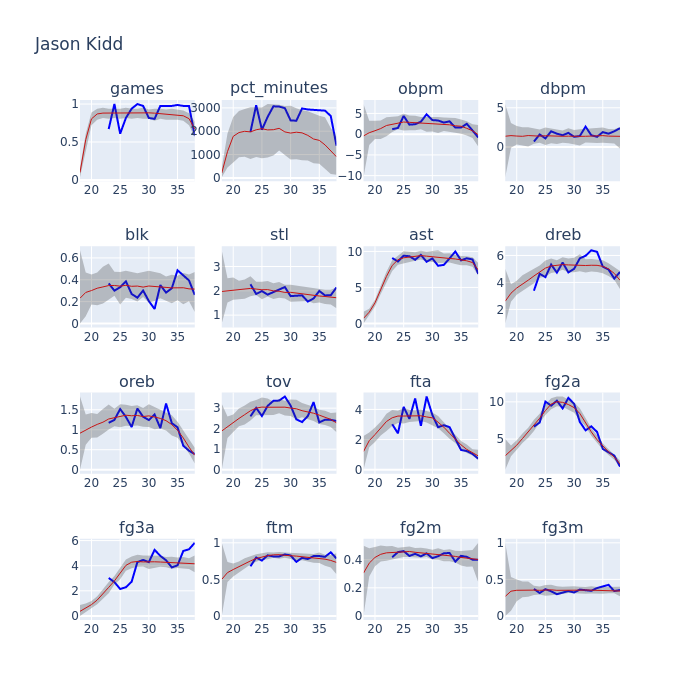 Jason Kidd
games pct_minutes obpm dbpm
1 0.5 0 3000 2000 1000 0 5 0 −5 −10 5 0
20 25 30 35 20 25 30 35 20 25 30 35 20 25 30 35
blk stl ast dreb
0.6 0.4 0.2 0 3 2 1 10 5 0 6 4 2
20 25 30 35 20 25 30 35 20 25 30 35 20 25 30 35
oreb tov fta fg2a
1.5 1 0.5 0 3 2 1 0 4 2 0 10 5
20 25 30 35 20 25 30 35 20 25 30 35 20 25 30 35
fg3a ftm fg2m fg3m
6 4 2 0 1 0.5 0 0.4 0.2 0 1 0.5 0
20 25 30 35 20 25 30 35 20 25 30 35 20 25 30 35